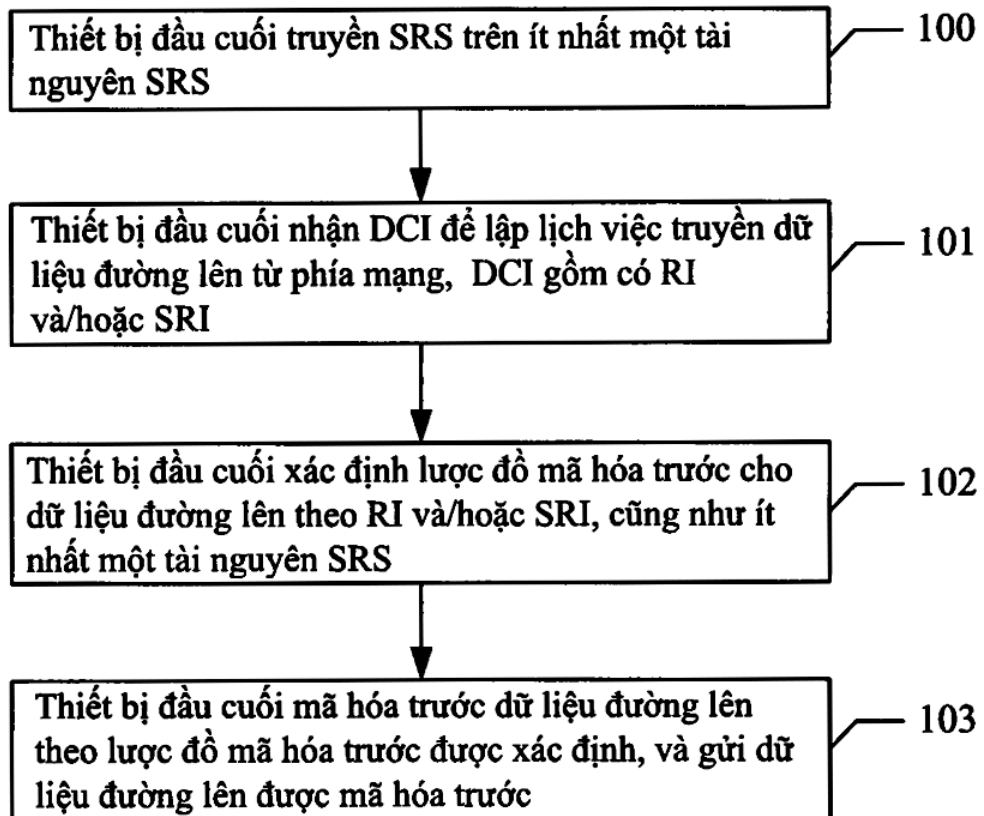 Thiết bị đầu cuối truyền SRS trên ít nhất một tài
nguyên SRS
100
Thiết bị đầu cuối nhận DCI để lập lịch việc truyền dữ
liệu đường lên từ phía mạng, DCI gồm có RI
và/hoặc SRI
101
Thiết bị đầu cuối xác định lược đồ mã hóa trước cho
dữ liệu đường lên theo RI và/hoặc SRI, cũng như ít
nhất một tài nguyên SRS
102
Thiết bị đầu cuối mã hóa trước dữ liệu đường lên
theo lược đồ mã hóa trước được xác định, và gửi dữ
liệu đường lên được mã hóa trước
103